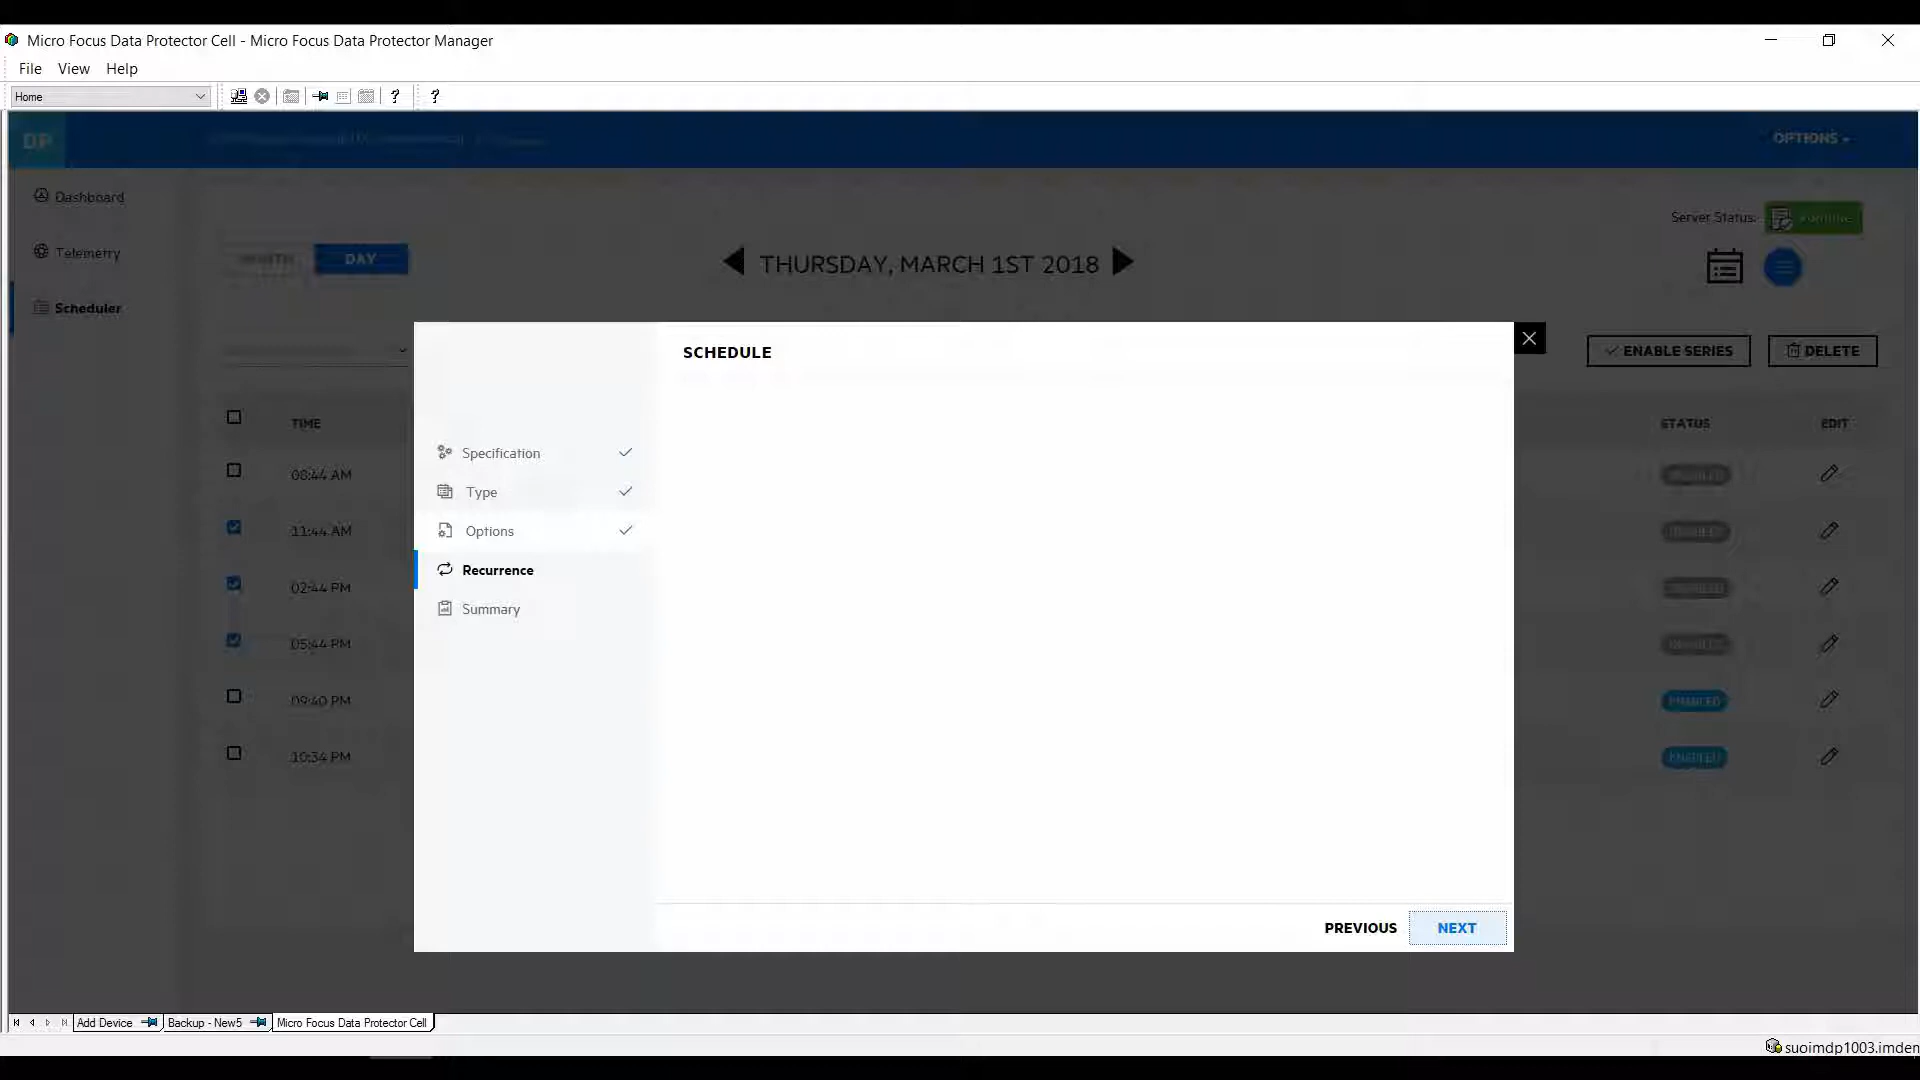 Micro Focus Data Protector Cell - Micro Focus Data Protector Manager
File View Help
Home
DP
OPTIONS
Dashboard
Server Status:
Telemetry
DAY
THURSDAY, MARCH 1ST 2018
Scheduler
SCHEDULE
ENABLE SERIES
DELETE
TIME
STATUS
EDIT
Specification
Type
Options
Recurrence
Summary
08:44 AM
11:44 AM
02:44 PM
05:44 PM
09:40 PM
ENABLED
10:34 PM
ENABLED
PREVIOUS
NEXT
Add Device
Backup - New5
Micro Focus Data Protector Cell
suoimdp1003.imden